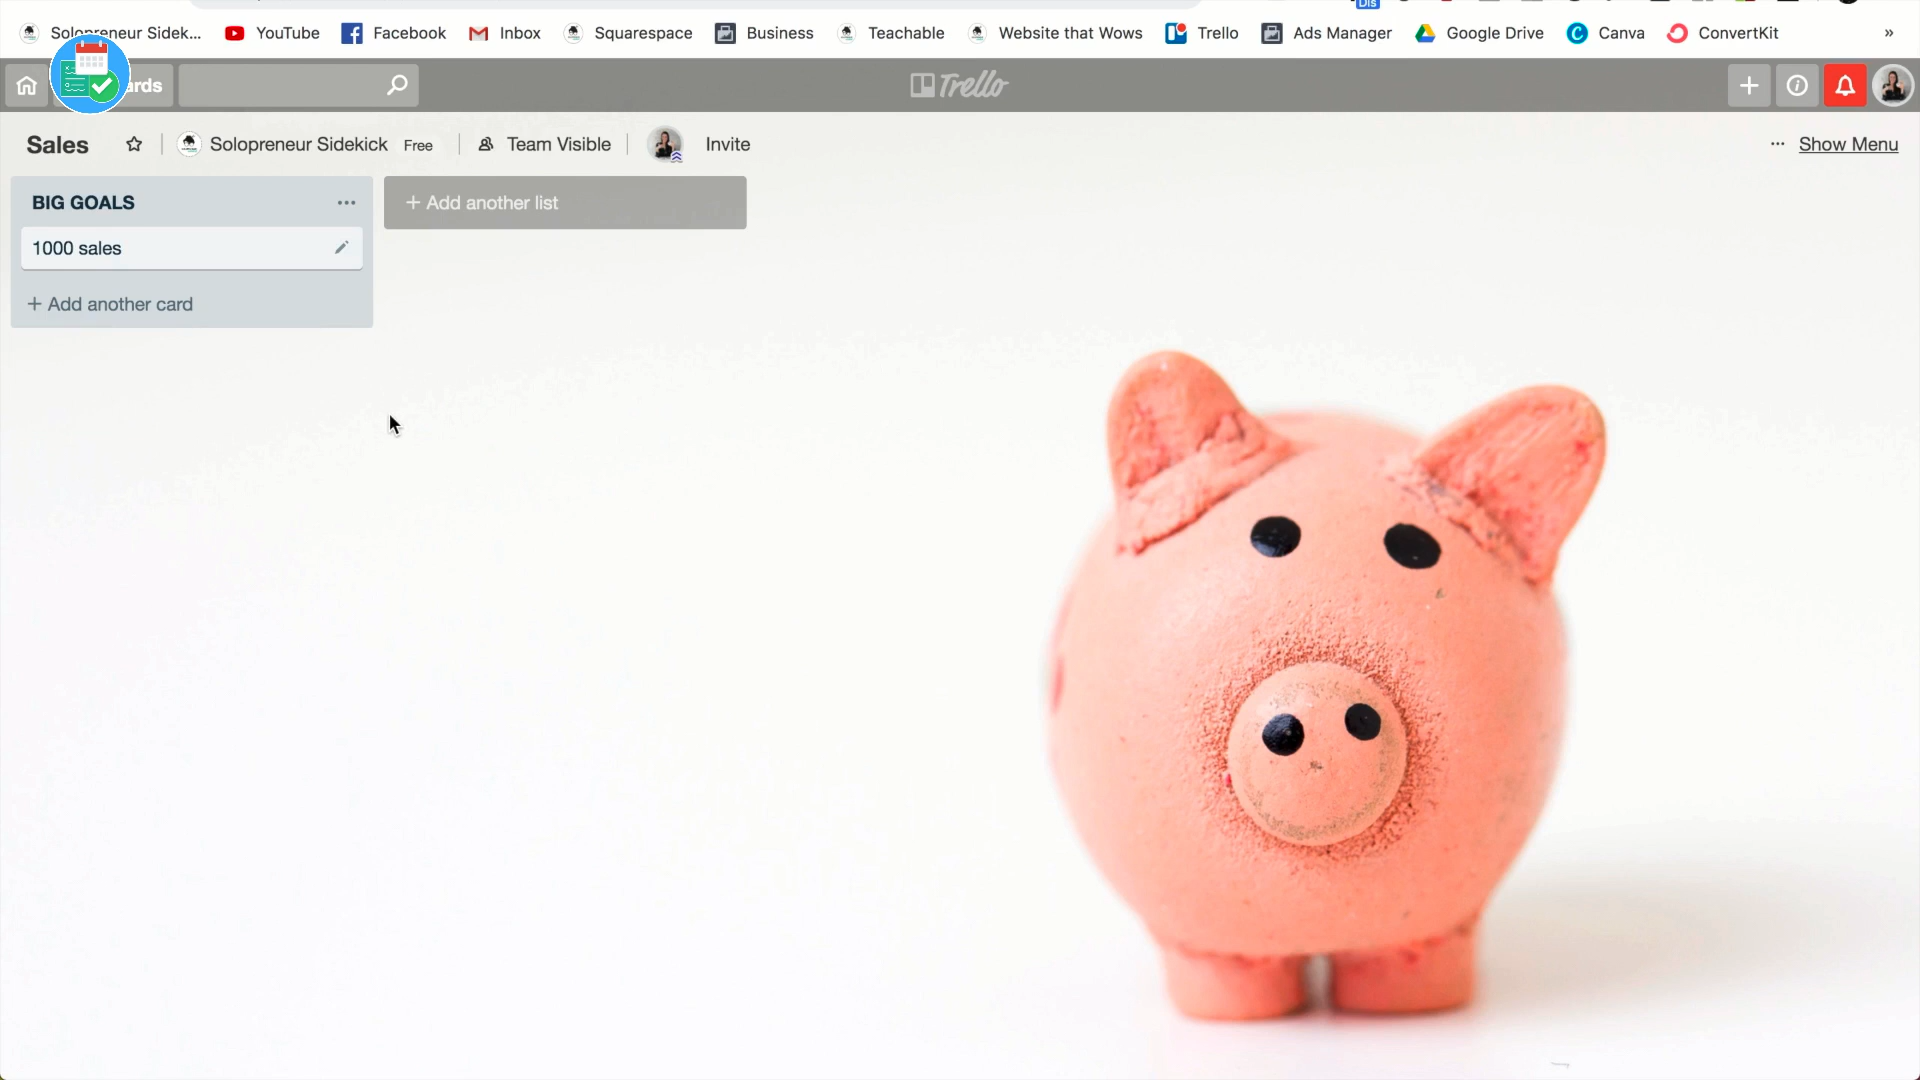 Solopreneur Sidek... YouTube Facebook Inbox Squarespace Business Teachable Website that Wows Trello Ads Manager Google Drive Canva ConvertKit »
Trello
Sales Solopreneur Sidekick Free Team Visible Invite ... Show Menu
BIG GOALS ...
+ Add another list
1000 sales
+ Add another card